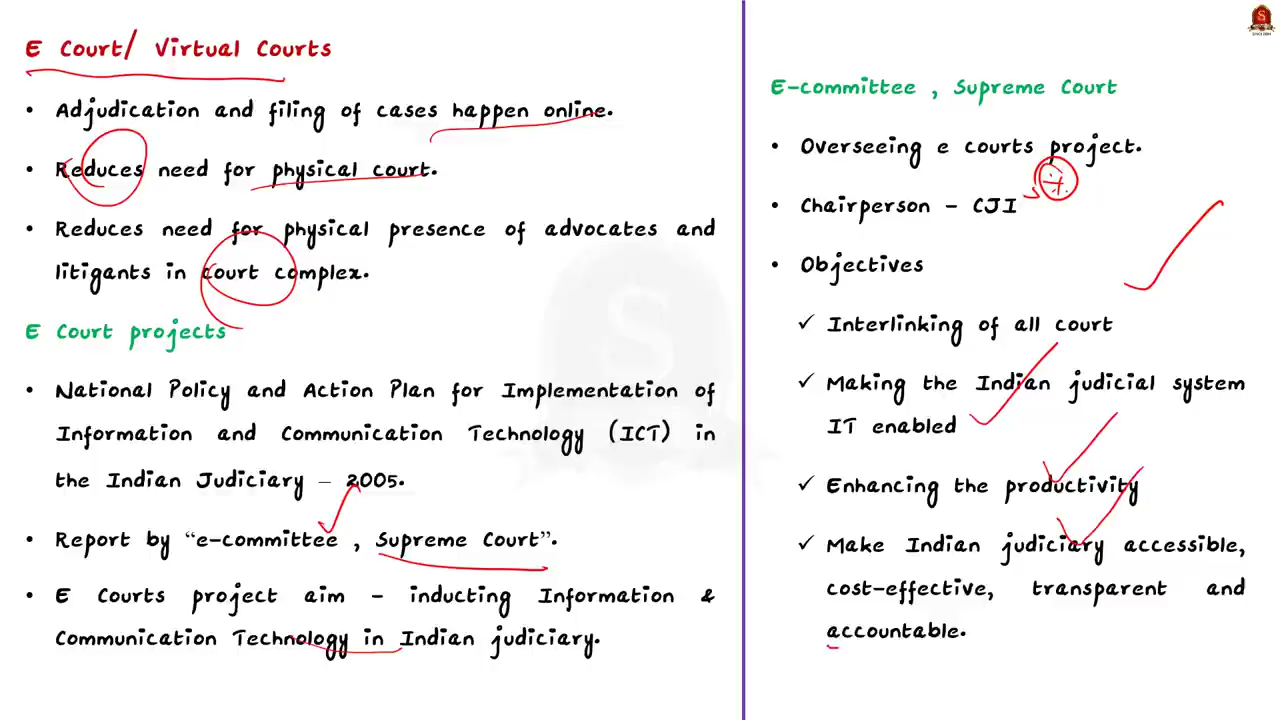 E Court/ Virtual Courts
• Adjudication and filing of cases happen online.
• Reduces need for physical court.
• Reduces need for physical presence of advocates and
litigants in court complex.
E Court projects
• National Policy and Action Plan for Implementation of
Information and Communication Technology (ICT) in
the Indian Judiciary – 2005.
• Report by “e-committee , Supreme Court”.
• E Courts project aim – inducting Information &
Communication Technology in Indian judiciary.
E-committee , Supreme Court
• Overseeing e courts project.
• Chairperson – CJI
• Objectives
✓ Interlinking of all court
✓ Making the Indian judicial system
IT enabled
✓ Enhancing the productivity
✓ Make Indian judiciary accessible,
cost-effective, transparent and
accountable.
S